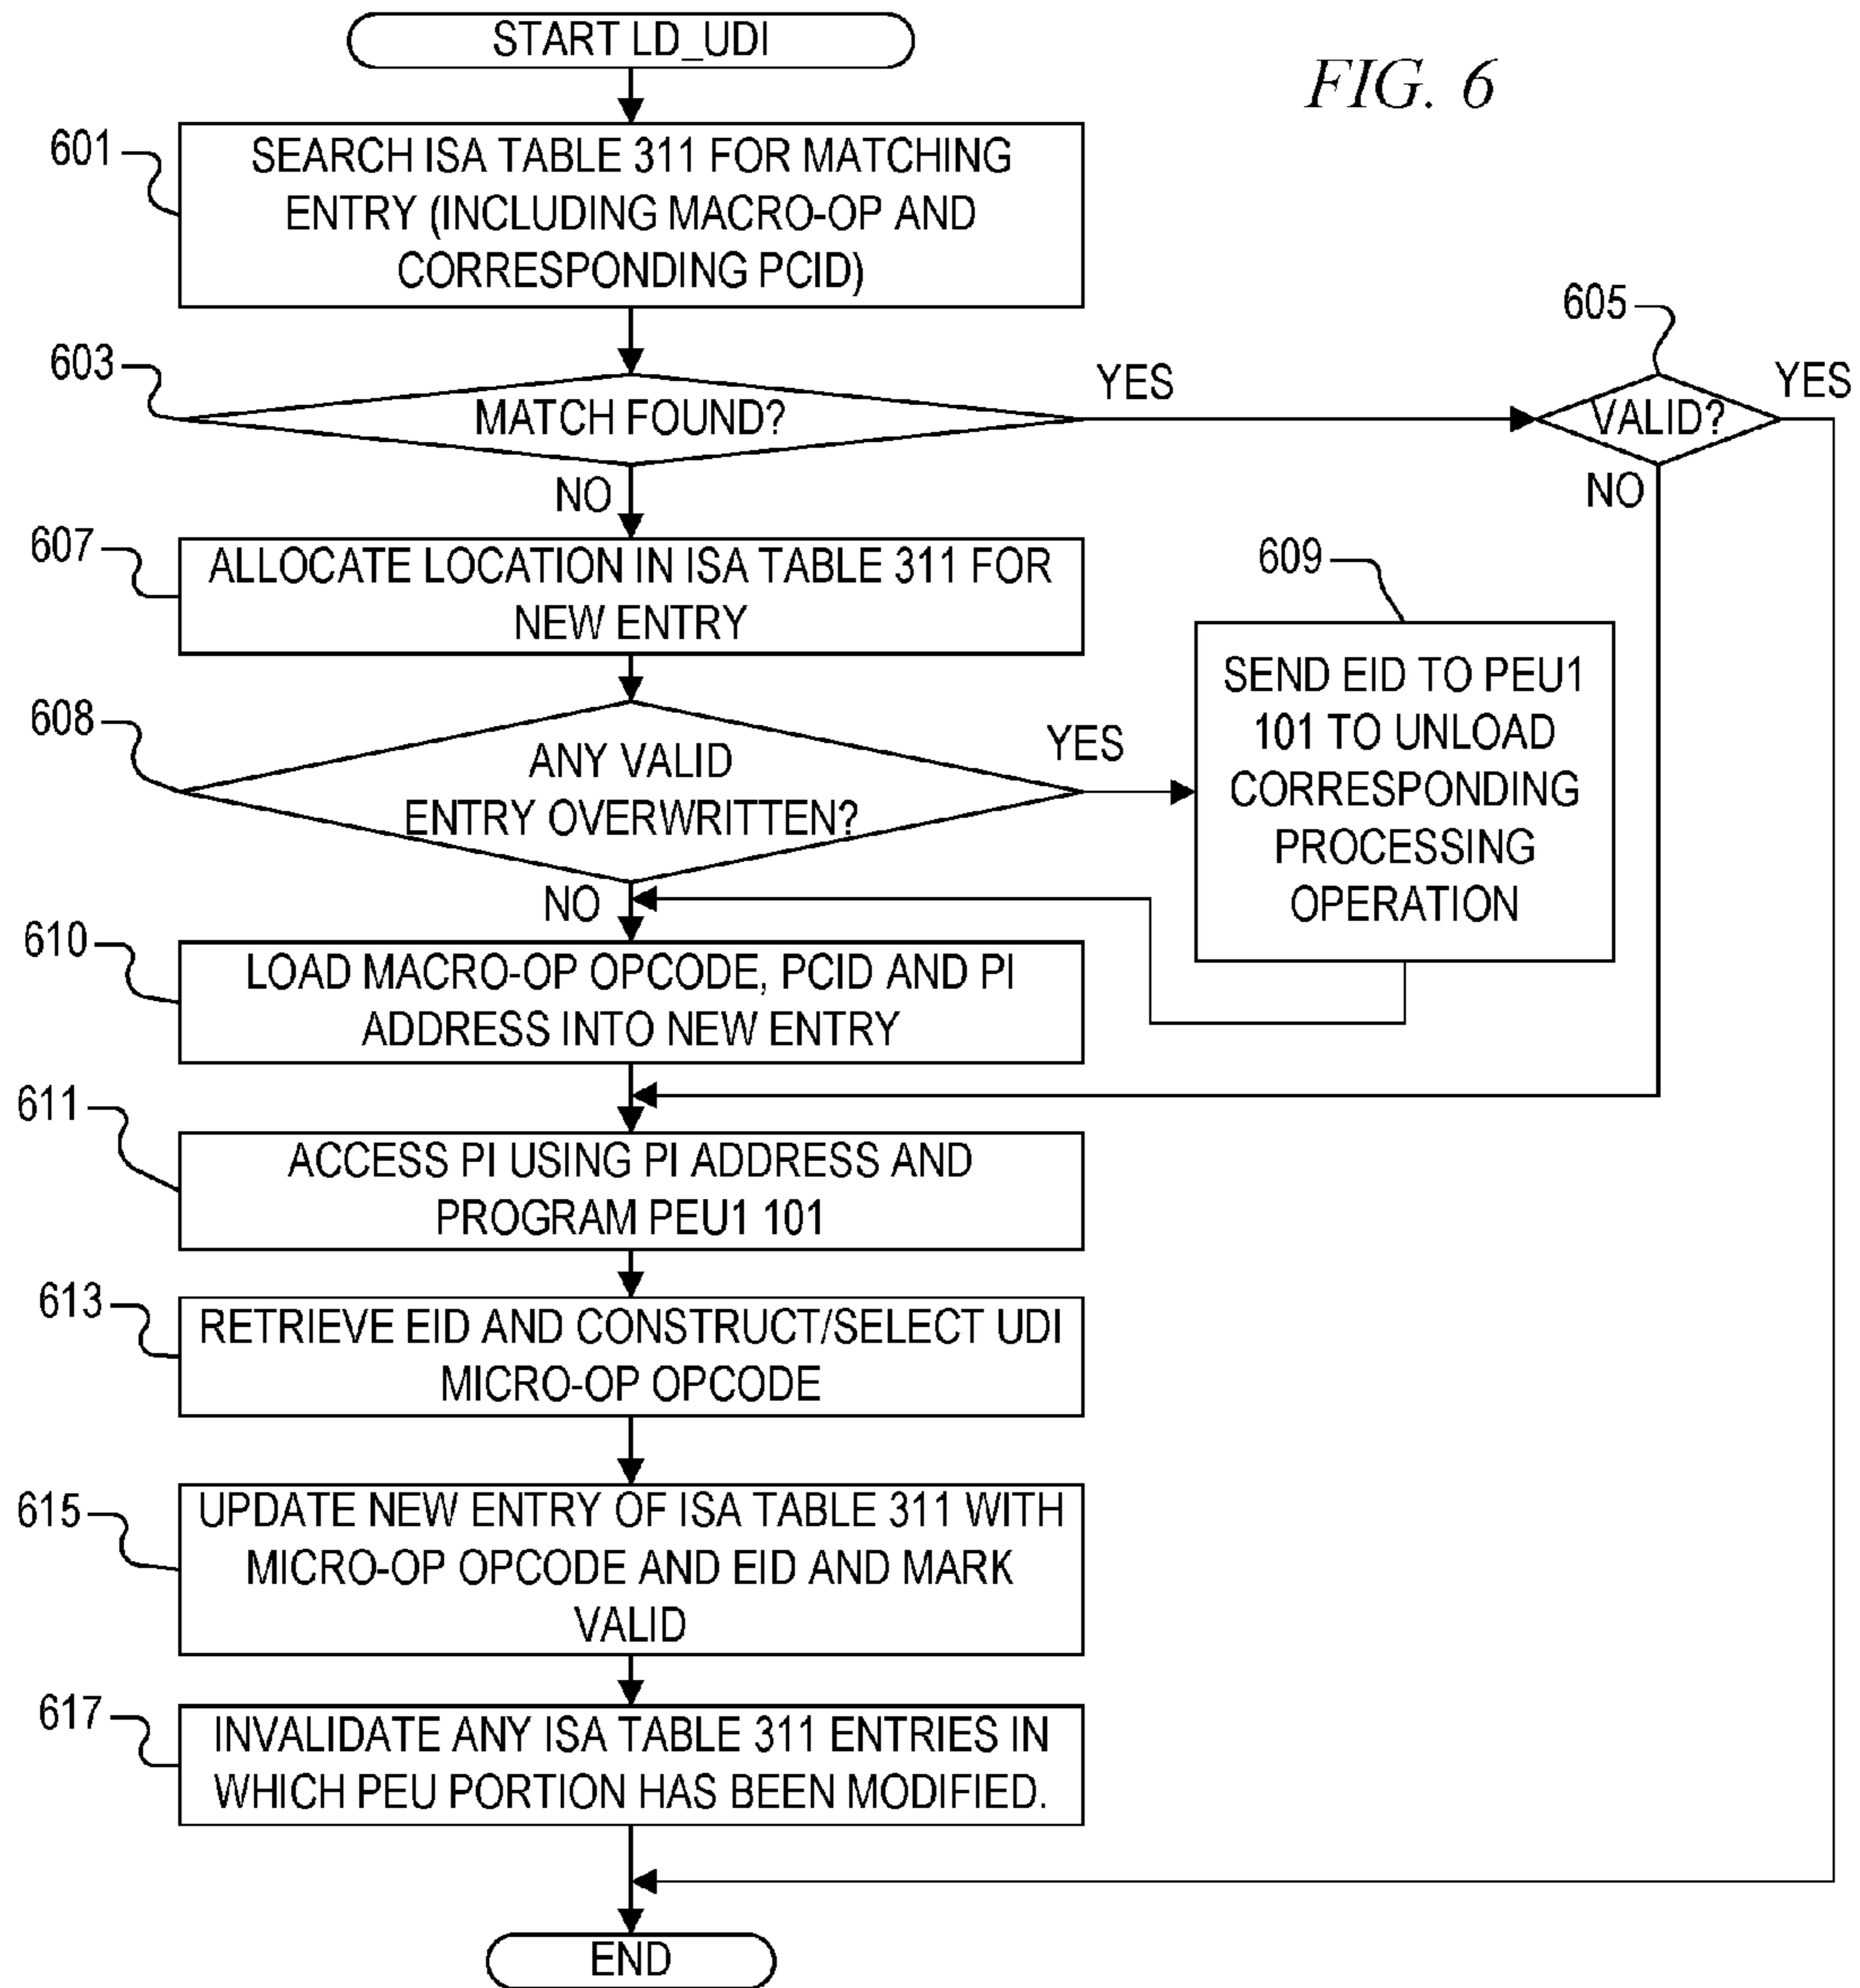 START LD_UDI
FIG. 6
601
SEARCH ISA TABLE 311 FOR MATCHING
ENTRY (INCLUDING MACRO-OP AND
CORRESPONDING PCID)
603
MATCH FOUND?
YES
NO
605
VALID?
YES
NO
607
ALLOCATE LOCATION IN ISA TABLE 311 FOR
NEW ENTRY
608
ANY VALID
ENTRY OVERWRITTEN?
YES
NO
609
SEND EID TO PEU1
101 TO UNLOAD
CORRESPONDING
PROCESSING
OPERATION
610
LOAD MACRO-OP OPCODE, PCID AND PI
ADDRESS INTO NEW ENTRY
611
ACCESS PI USING PI ADDRESS AND
PROGRAM PEU1 101
613
RETRIEVE EID AND CONSTRUCT/SELECT UDI
MICRO-OP OPCODE
615
UPDATE NEW ENTRY OF ISA TABLE 311 WITH
MICRO-OP OPCODE AND EID AND MARK
VALID
617
INVALIDATE ANY ISA TABLE 311 ENTRIES IN
WHICH PEU PORTION HAS BEEN MODIFIED.
END